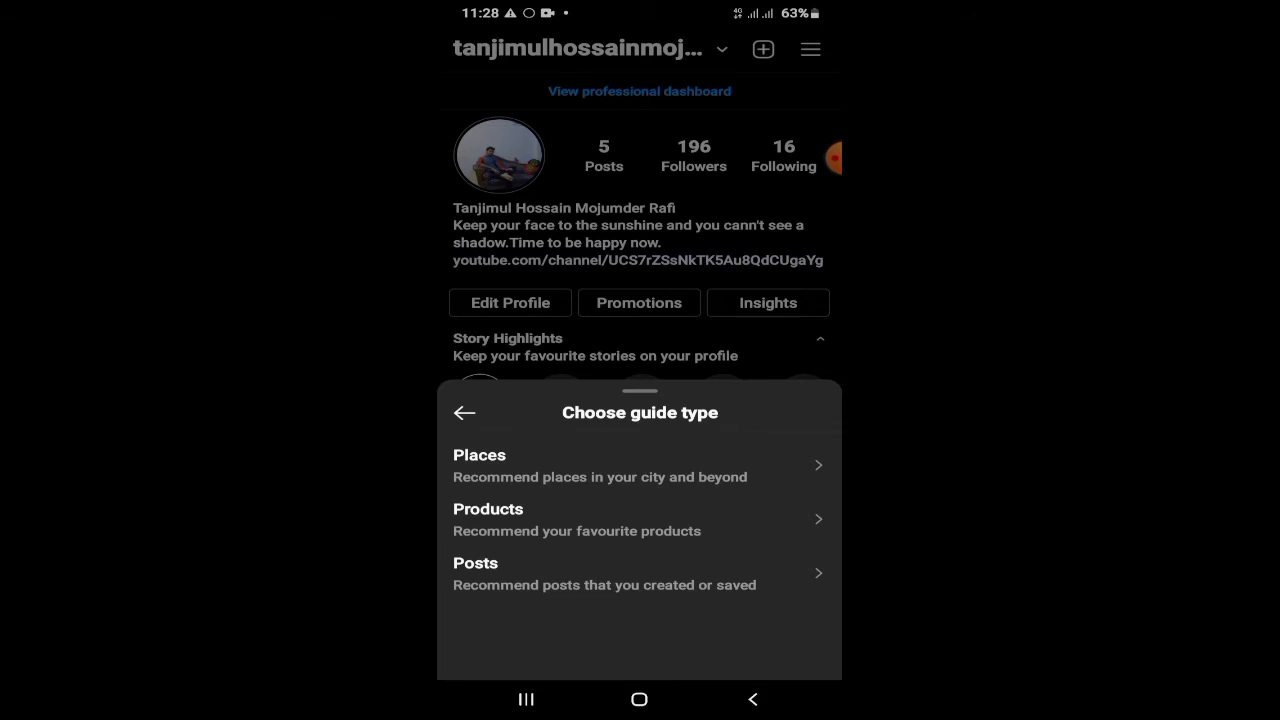 11:28
4G 63%
tanjimulhossainmoj...
View professional dashboard
5 196 16
Posts Followers Following
Tanjimul Hossain Mojumder Rafi
Keep your face to the sunshine and you cann't see a
shadow.Time to be happy now.
youtube.com/channel/UCS7rZSsNkTK5Au8QdCUgaYg
Edit Profile Promotions Insights
Story Highlights
Keep your favourite stories on your profile
Choose guide type
Places
Recommend places in your city and beyond
Products
Recommend your favourite products
Posts
Recommend posts that you created or saved